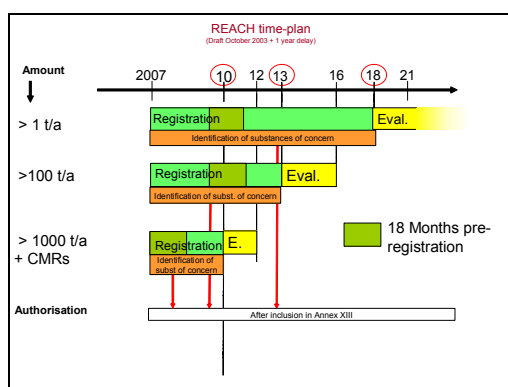 REACH time-plan
(Draft October 2003 + 1 year delay)
Amount
2007 10 12 13 16 18 21
> 1 t/a
Registration Eval.
Identification of substances of concern
>100 t/a
Registration Eval.
Identification of subst. of concern
> 1000 t/a
+ CMRs
Registration E.
Identification of
subst of concern
18 Months pre-
registration
Authorisation
After inclusion in Annex XIII